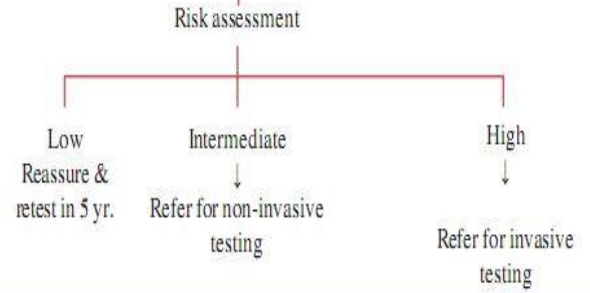 Risk assessment
Low
Reassure &
retest in 5 yr.
Intermediate
Refer for non-invasive
testing
High
Refer for invasive
testing